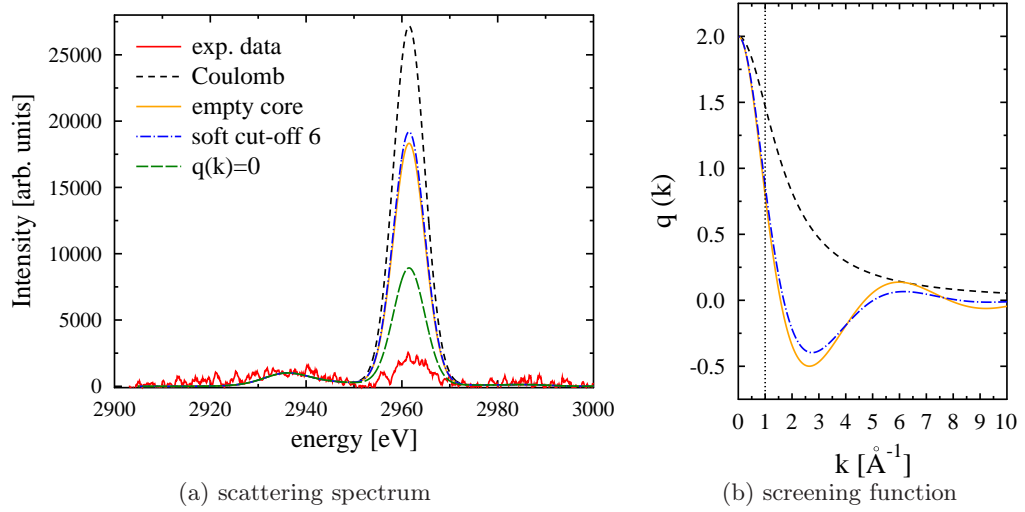 25000
20000
15000
10000
5000
0
Intensity [arb. units]
exp. data
Coulomb
empty core
soft cut-off 6
q(k)=0
2900 2920 2940 2960 2980 3000
energy [eV]
(a) scattering spectrum
2.0
1.5
1.0
0.5
0.0
-0.5
q (k)
0 1 2 3 4 5 6 7 8 9 10
k [Å⁻¹]
(b) screening function